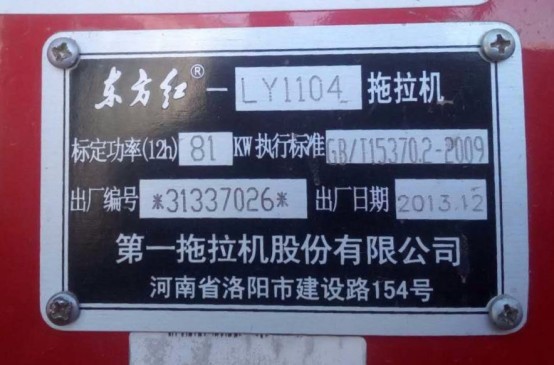 东方红®－LY1104 拖拉机
标定功率(12h) 81 KW 执行标准 GB/T15370.2-2009
出厂编号 *31337026* 出厂日期 2013.12
第一拖拉机股份有限公司
河南省洛阳市建设路154号